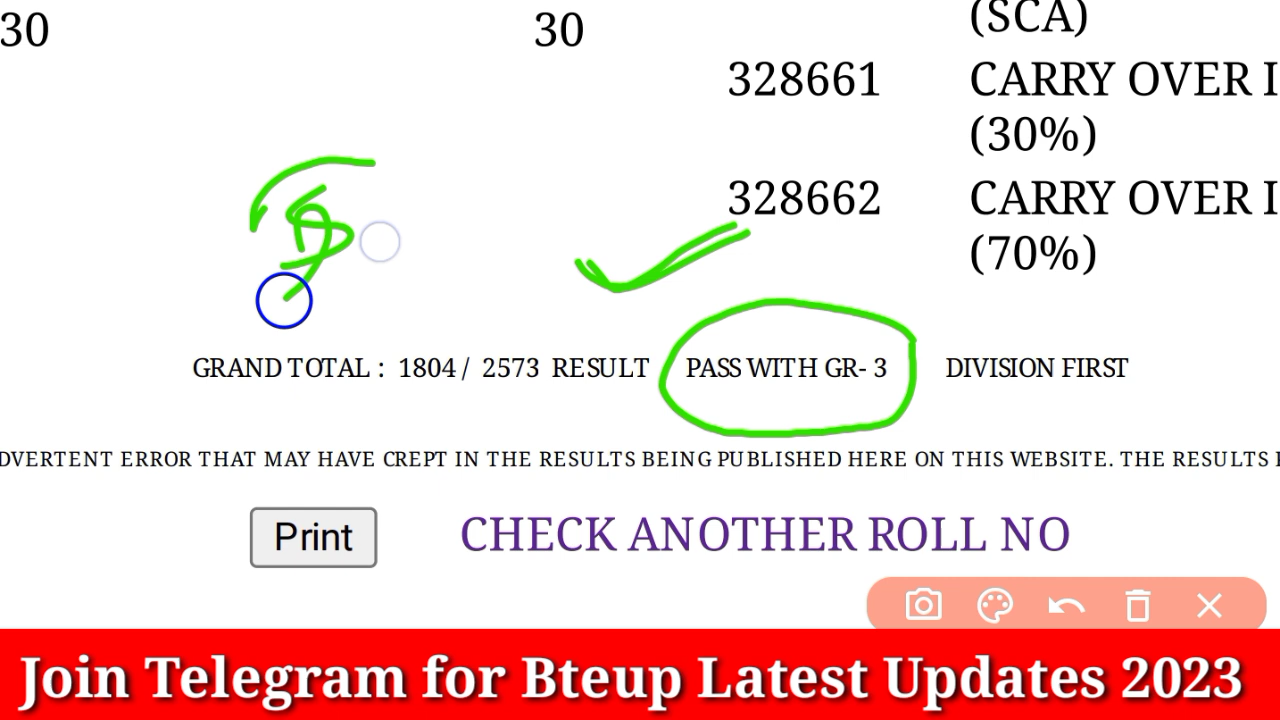 (SCA)
30 30
328661 CARRY OVER I
(30%)
328662 CARRY OVER I
(70%)
GRAND TOTAL : 1804 / 2573 RESULT PASS WITH GR- 3 DIVISION FIRST
DVERTENT ERROR THAT MAY HAVE CREPT IN THE RESULTS BEING PUBLISHED HERE ON THIS WEBSITE. THE RESULTS
Print CHECK ANOTHER ROLL NO
Join Telegram for Bteup Latest Updates 2023